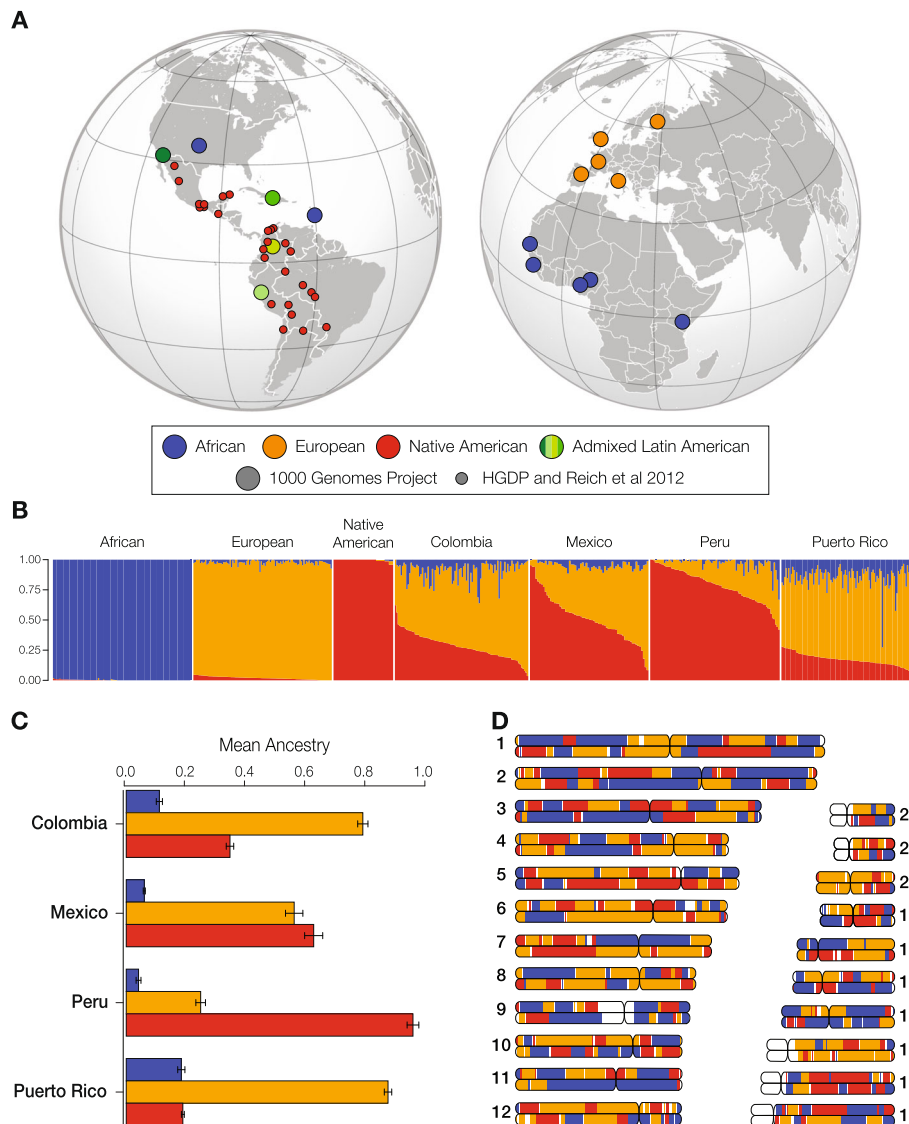 A
African
European
Native American
Admixed Latin American
1000 Genomes Project
HGDP and Reich et al 2012
B
African
European
Native
American
Colombia
Mexico
Peru
Puerto Rico
1.00
0.75
0.50
0.25
0.00
C
Mean Ancestry
0.0 0.2 0.4 0.6 0.8 1.0
Colombia
Mexico
Peru
Puerto Rico
D
1
2
3
4
5
6
7
8
9
10
11
12
2
2
2
1
1
1
1
1
1
1